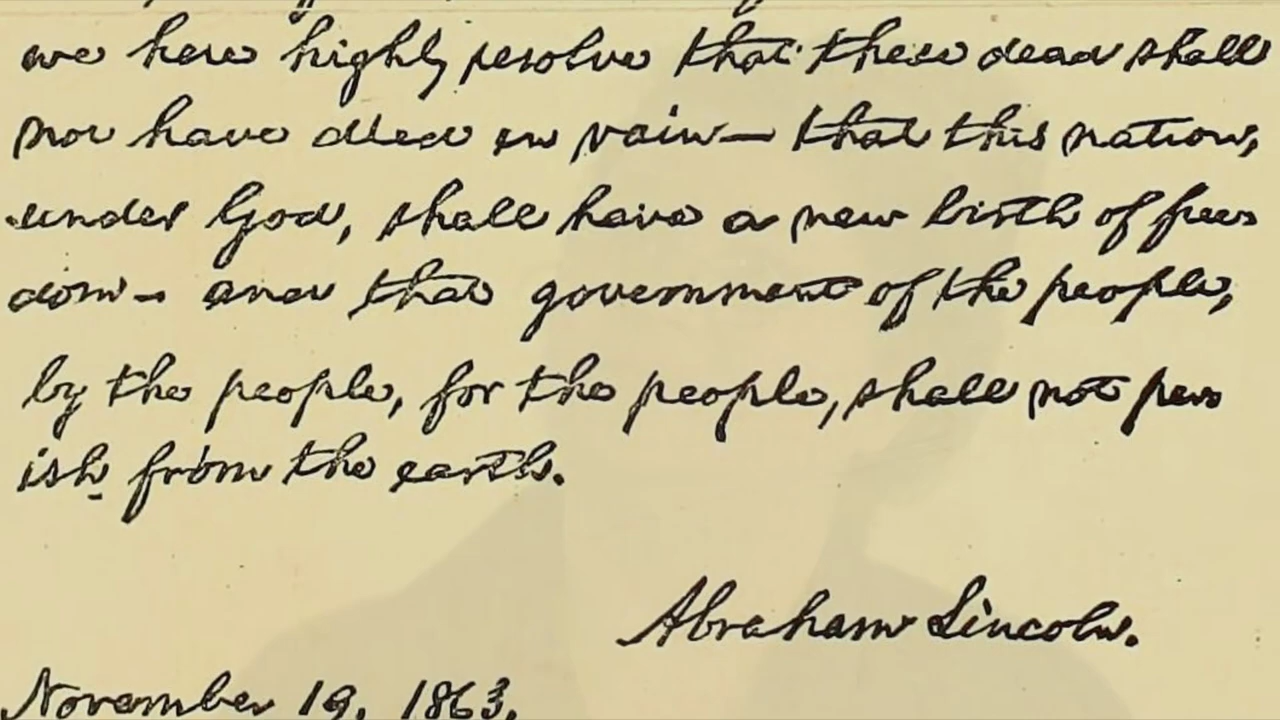 we here highly resolve that these dead shall
not have died in vain— that this nation,
under God, shall have a new birth of free
dom— and that government of the people,
by the people, for the people, shall not per
ish from the earth.
Abraham Lincoln.
November 19, 1863.